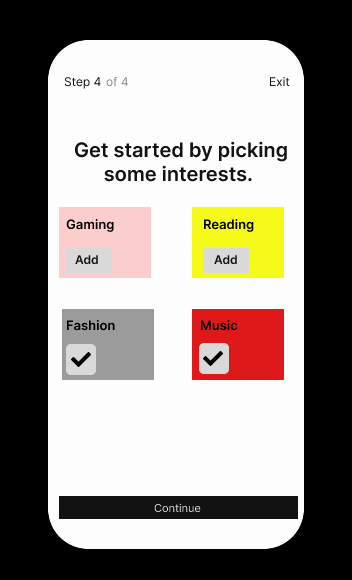 Step 4 of 4 Exit
Get started by picking
some interests.
Gaming Reading
Add Add
Fashion Music
Continue